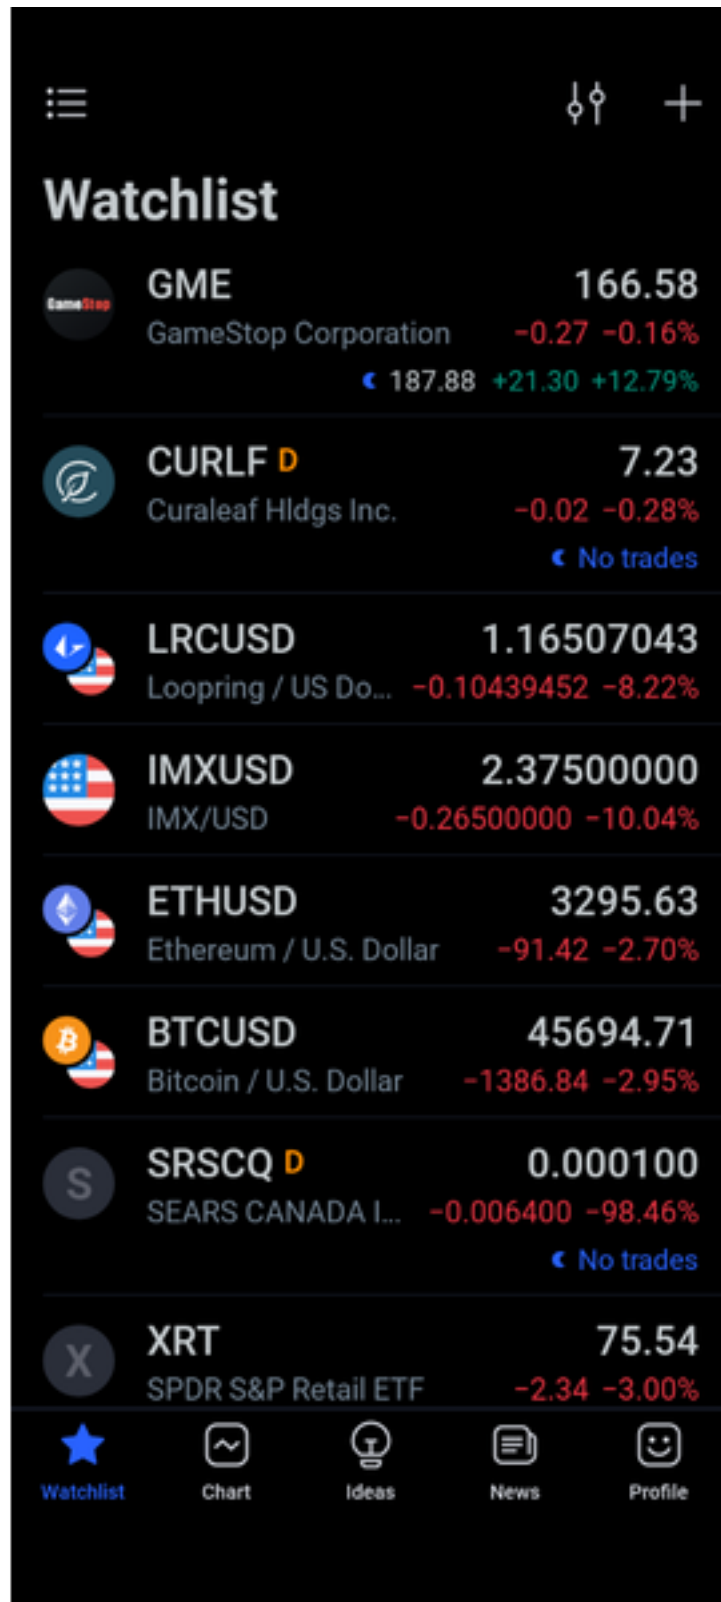 Watchlist
GameStop
GME 166.58
GameStop Corporation −0.27 −0.16%
187.88 +21.30 +12.79%
CURLF D 7.23
Curaleaf Hldgs Inc. −0.02 −0.28%
No trades
LRCUSD 1.16507043
Loopring / US Do... −0.10439452 −8.22%
IMXUSD 2.37500000
IMX/USD −0.26500000 −10.04%
ETHUSD 3295.63
Ethereum / U.S. Dollar −91.42 −2.70%
BTCUSD 45694.71
Bitcoin / U.S. Dollar −1386.84 −2.95%
S
SRSCQ D 0.000100
SEARS CANADA I... −0.006400 −98.46%
No trades
X
XRT 75.54
SPDR S&P Retail ETF −2.34 −3.00%
Watchlist Chart Ideas News Profile